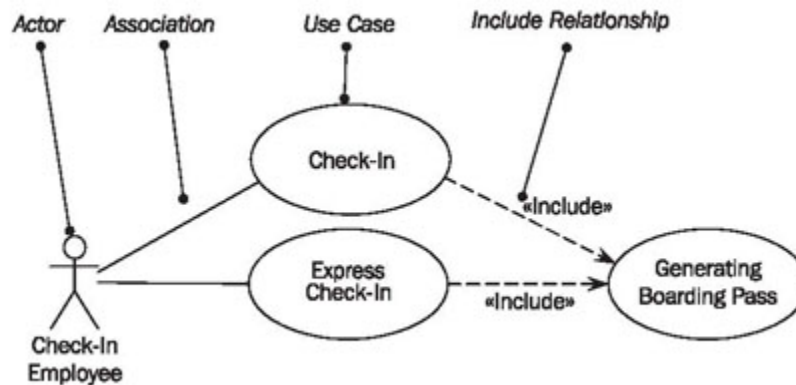 Actor
Association
Use Case
Include Relationship
Check-In
«Include»
Express
Check-In
«Include»
Generating
Boarding Pass
Check-In
Employee